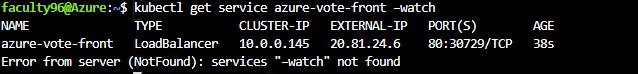 faculty96@Azure:~$ kubectl get service azure-vote-front –watch
NAME TYPE CLUSTER-IP EXTERNAL-IP PORT(S) AGE
azure-vote-front LoadBalancer 10.0.0.145 20.81.24.6 80:30729/TCP 38s
Error from server (NotFound): services "–watch" not found